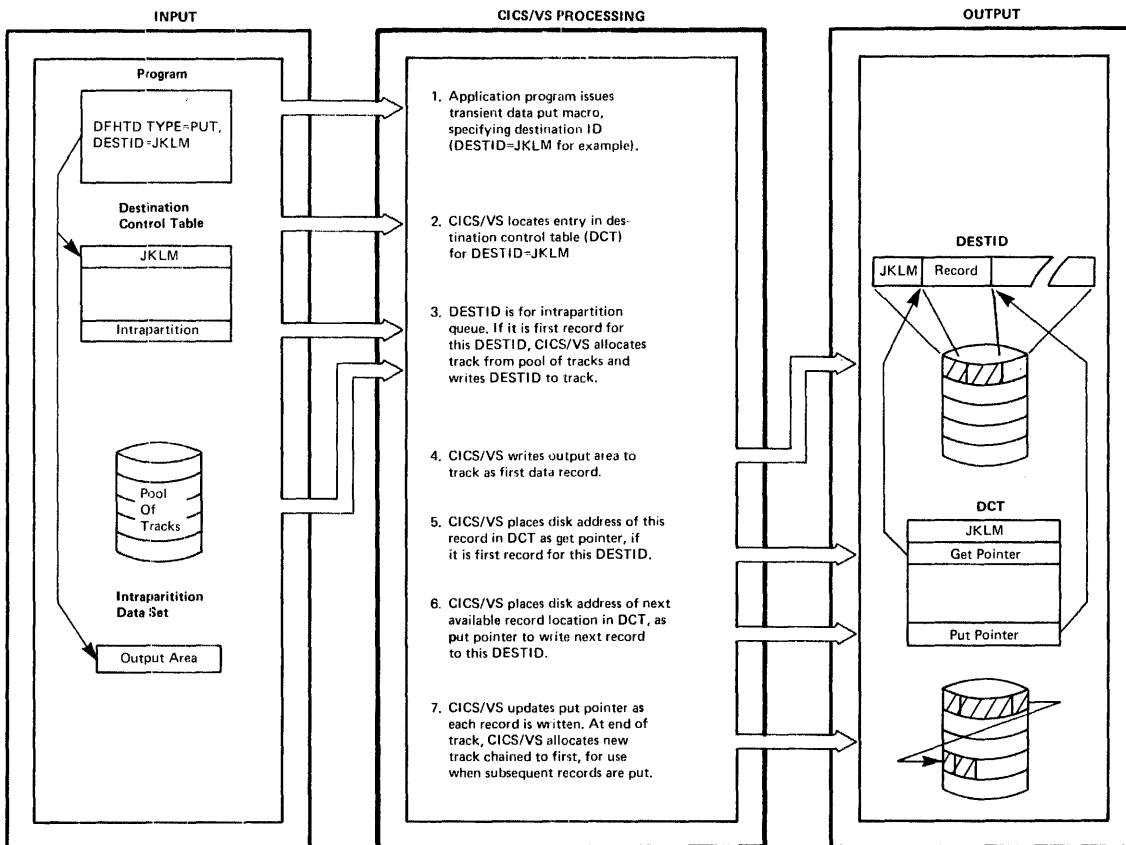 INPUT
CICS/VS PROCESSING
OUTPUT
Program
DFHTD TYPE=PUT,
DESTID=JKLM
Destination
Control Table
JKLM
Intrapartition
Pool
Of
Tracks
Intraparitition
Data Set
Output Area
1. Application program issues
transient data put macro,
specifying destination ID
(DESTID=JKLM for example).
2. CICS/VS locates entry in des-
tination control table (DCT)
for DESTID=JKLM
3. DESTID is for intrapartition
queue. If it is first record for
this DESTID, CICS/VS allocates
track from pool of tracks and
writes DESTID to track.
4. CICS/VS writes output area to
track as first data record.
5. CICS/VS places disk address of this
record in DCT as get pointer, if
it is first record for this DESTID.
6. CICS/VS places disk address of next
available record location in DCT, as
put pointer to write next record
to this DESTID.
7. CICS/VS updates put pointer as
each record is written. At end of
track, CICS/VS allocates new
track chained to first, for use
when subsequent records are put.
DESTID
JKLM Record
DCT
JKLM
Get Pointer
Put Pointer